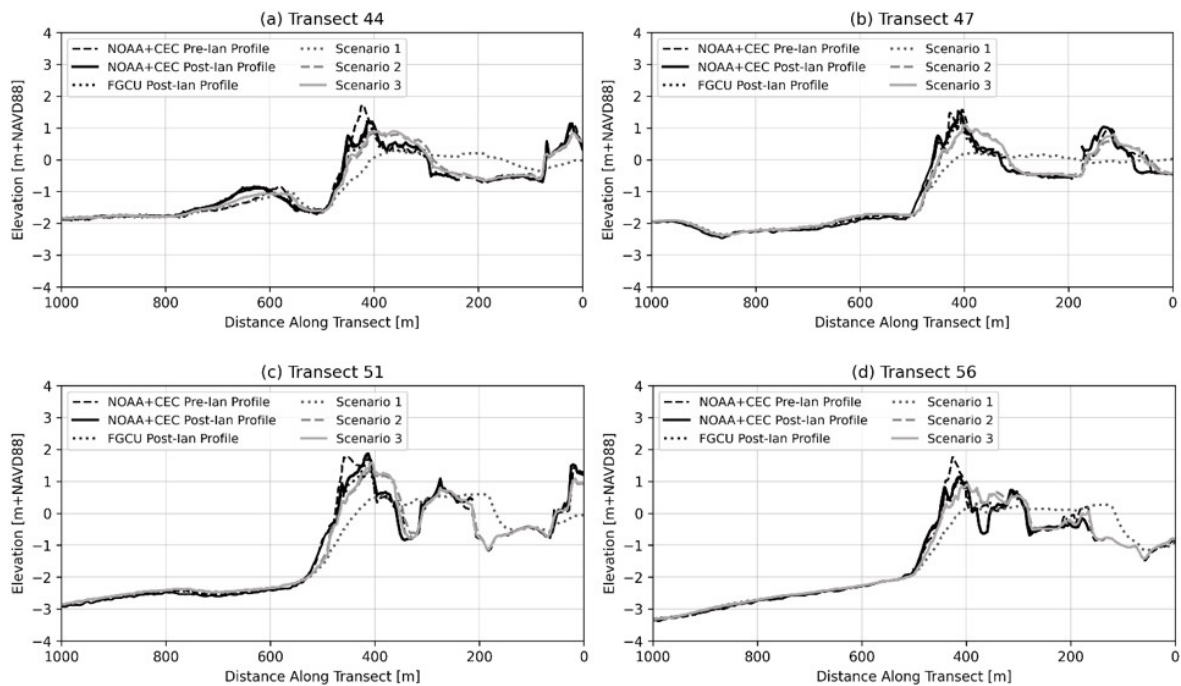 (a) Transect 44
4
3
2
1
0
−1
−2
−3
−4
Elevation [m+NAVD88]
NOAA+CEC Pre-Ian Profile
NOAA+CEC Post-Ian Profile
FGCU Post-Ian Profile
Scenario 1
Scenario 2
Scenario 3
1000 800 600 400 200 0
Distance Along Transect [m]
(b) Transect 47
4
3
2
1
0
−1
−2
−3
−4
Elevation [m+NAVD88]
NOAA+CEC Pre-Ian Profile
NOAA+CEC Post-Ian Profile
FGCU Post-Ian Profile
Scenario 1
Scenario 2
Scenario 3
1000 800 600 400 200 0
Distance Along Transect [m]
(c) Transect 51
4
3
2
1
0
−1
−2
−3
−4
Elevation [m+NAVD88]
NOAA+CEC Pre-Ian Profile
NOAA+CEC Post-Ian Profile
FGCU Post-Ian Profile
Scenario 1
Scenario 2
Scenario 3
1000 800 600 400 200 0
Distance Along Transect [m]
(d) Transect 56
4
3
2
1
0
−1
−2
−3
−4
Elevation [m+NAVD88]
NOAA+CEC Pre-Ian Profile
NOAA+CEC Post-Ian Profile
FGCU Post-Ian Profile
Scenario 1
Scenario 2
Scenario 3
1000 800 600 400 200 0
Distance Along Transect [m]